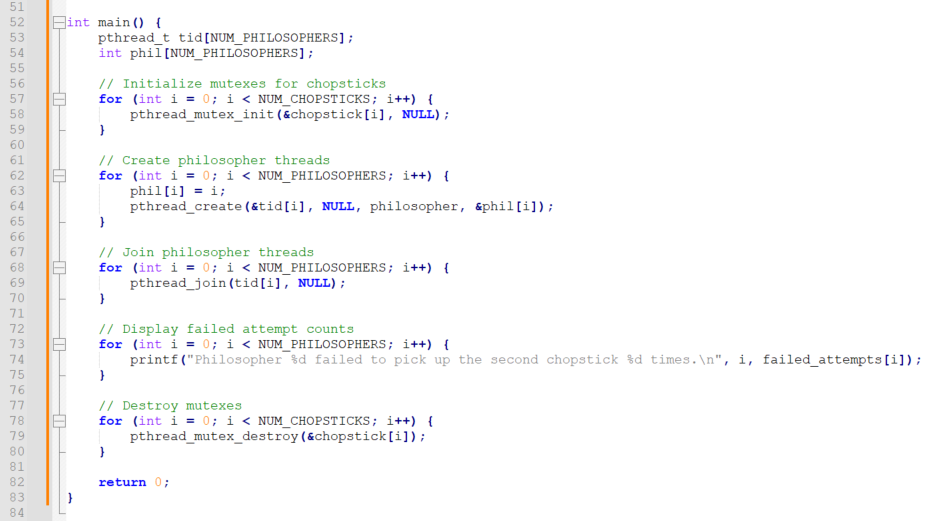 51
52 int main() {
53 pthread_t tid[NUM_PHILOSOPHERS];
54 int phil[NUM_PHILOSOPHERS];
55
56 // Initialize mutexes for chopsticks
57 for (int i = 0; i < NUM_CHOPSTICKS; i++) {
58 pthread_mutex_init(&chopstick[i], NULL);
59 }
60
61 // Create philosopher threads
62 for (int i = 0; i < NUM_PHILOSOPHERS; i++) {
63 phil[i] = i;
64 pthread_create(&tid[i], NULL, philosopher, &phil[i]);
65 }
66
67 // Join philosopher threads
68 for (int i = 0; i < NUM_PHILOSOPHERS; i++) {
69 pthread_join(tid[i], NULL);
70 }
71
72 // Display failed attempt counts
73 for (int i = 0; i < NUM_PHILOSOPHERS; i++) {
74 printf("Philosopher %d failed to pick up the second chopstick %d times.\n", i, failed_attempts[i]);
75 }
76
77 // Destroy mutexes
78 for (int i = 0; i < NUM_CHOPSTICKS; i++) {
79 pthread_mutex_destroy(&chopstick[i]);
80 }
81
82 return 0;
83 }
84